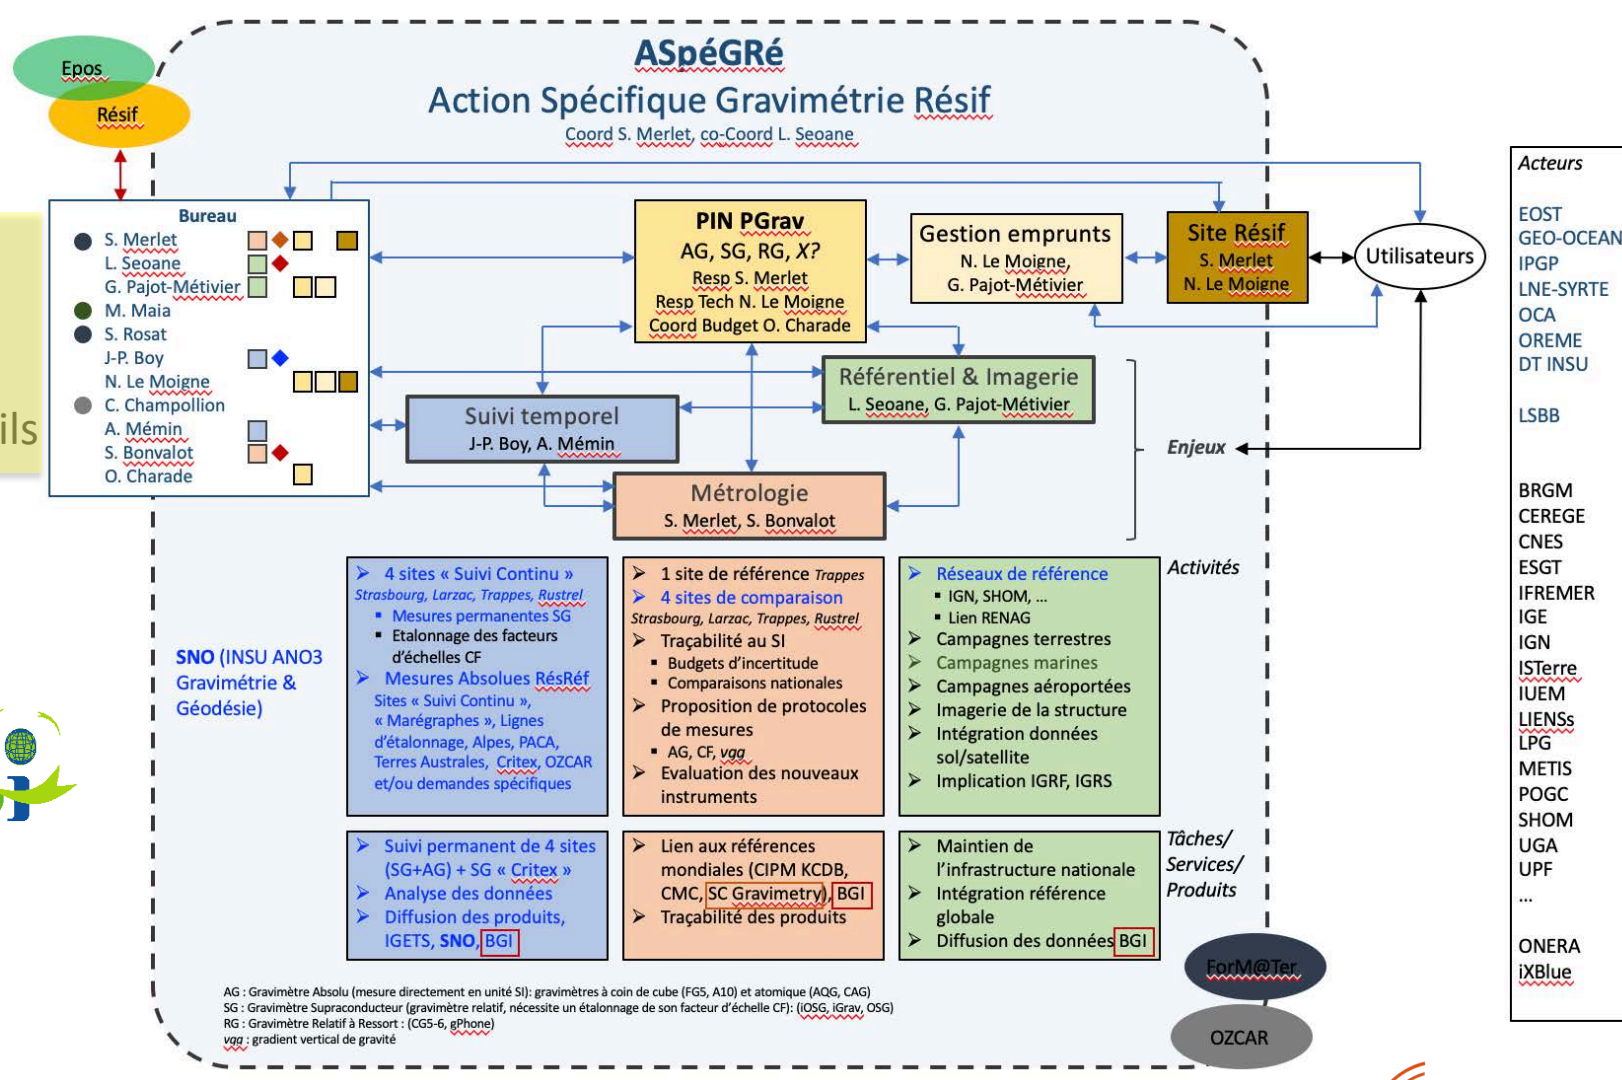 Epos
Résif
ASpéGRé
Action Spécifique Gravimétrie Résif
Coord S. Merlet, co-Coord L. Seoane
Bureau
S. Merlet
L. Seoane
G. Pajot-Métivier
M. Maia
S. Rosat
J-P. Boy
N. Le Moigne
C. Champollion
A. Mémin
S. Bonvalot
O. Charade
PIN PGrav
AG, SG, RG, X?
Resp S. Merlet
Resp Tech N. Le Moigne
Coord Budget O. Charade
Gestion emprunts
N. Le Moigne,
G. Pajot-Métivier
Site Résif
S. Merlet
N. Le Moigne
Utilisateurs
Référentiel & Imagerie
L. Seoane, G. Pajot-Métivier
Suivi temporel
J-P. Boy, A. Mémin
Métrologie
S. Merlet, S. Bonvalot
Enjeux
ils
SNO (INSU ANO3
Gravimétrie &
Géodésie)
➢ 4 sites « Suivi Continu »
Strasbourg, Larzac, Trappes, Rustrel
▪ Mesures permanentes SG
▪ Etalonnage des facteurs
d'échelles CF
➢ Mesures Absolues RésRéf
Sites « Suivi Continu »,
« Marégraphes », Lignes
d'étalonnage, Alpes, PACA,
Terres Australes, Critex, OZCAR
et/ou demandes spécifiques
➢ 1 site de référence Trappes
➢ 4 sites de comparaison
Strasbourg, Larzac, Trappes, Rustrel
➢ Traçabilité au SI
▪ Budgets d'incertitude
▪ Comparaisons nationales
➢ Proposition de protocoles
de mesures
▪ AG, CF, vgg
➢ Evaluation des nouveaux
instruments
➢ Réseaux de référence
▪ IGN, SHOM, ...
▪ Lien RENAG
➢ Campagnes terrestres
➢ Campagnes marines
➢ Campagnes aéroportées
➢ Imagerie de la structure
➢ Intégration données
sol/satellite
➢ Implication IGRF, IGRS
Activités
➢ Suivi permanent de 4 sites
(SG+AG) + SG « Critex »
➢ Analyse des données
➢ Diffusion des produits,
IGETS, SNO, BGI
➢ Lien aux références
mondiales (CIPM KCDB,
CMC, SC Gravimetry), BGI
➢ Traçabilité des produits
➢ Maintien de
l'infrastructure nationale
➢ Intégration référence
globale
➢ Diffusion des données BGI
Tâches/
Services/
Produits
ForM@Ter
OZCAR
AG : Gravimètre Absolu (mesure directement en unité SI): gravimètres à coin de cube (FG5, A10) et atomique (AQG, CAG)
SG : Gravimètre Supraconducteur (gravimètre relatif, nécessite un étalonnage de son facteur d'échelle CF): (iOSG, iGrav, OSG)
RG : Gravimètre Relatif à Ressort : (CG5-6, gPhone)
vgg : gradient vertical de gravité
Acteurs
EOST
GEO-OCEAN
IPGP
LNE-SYRTE
OCA
OREME
DT INSU
LSBB
BRGM
CEREGE
CNES
ESGT
IFREMER
IGE
IGN
ISTerre
IUEM
LIENSs
LPG
METIS
POGC
SHOM
UGA
UPF
...
ONERA
iXBlue